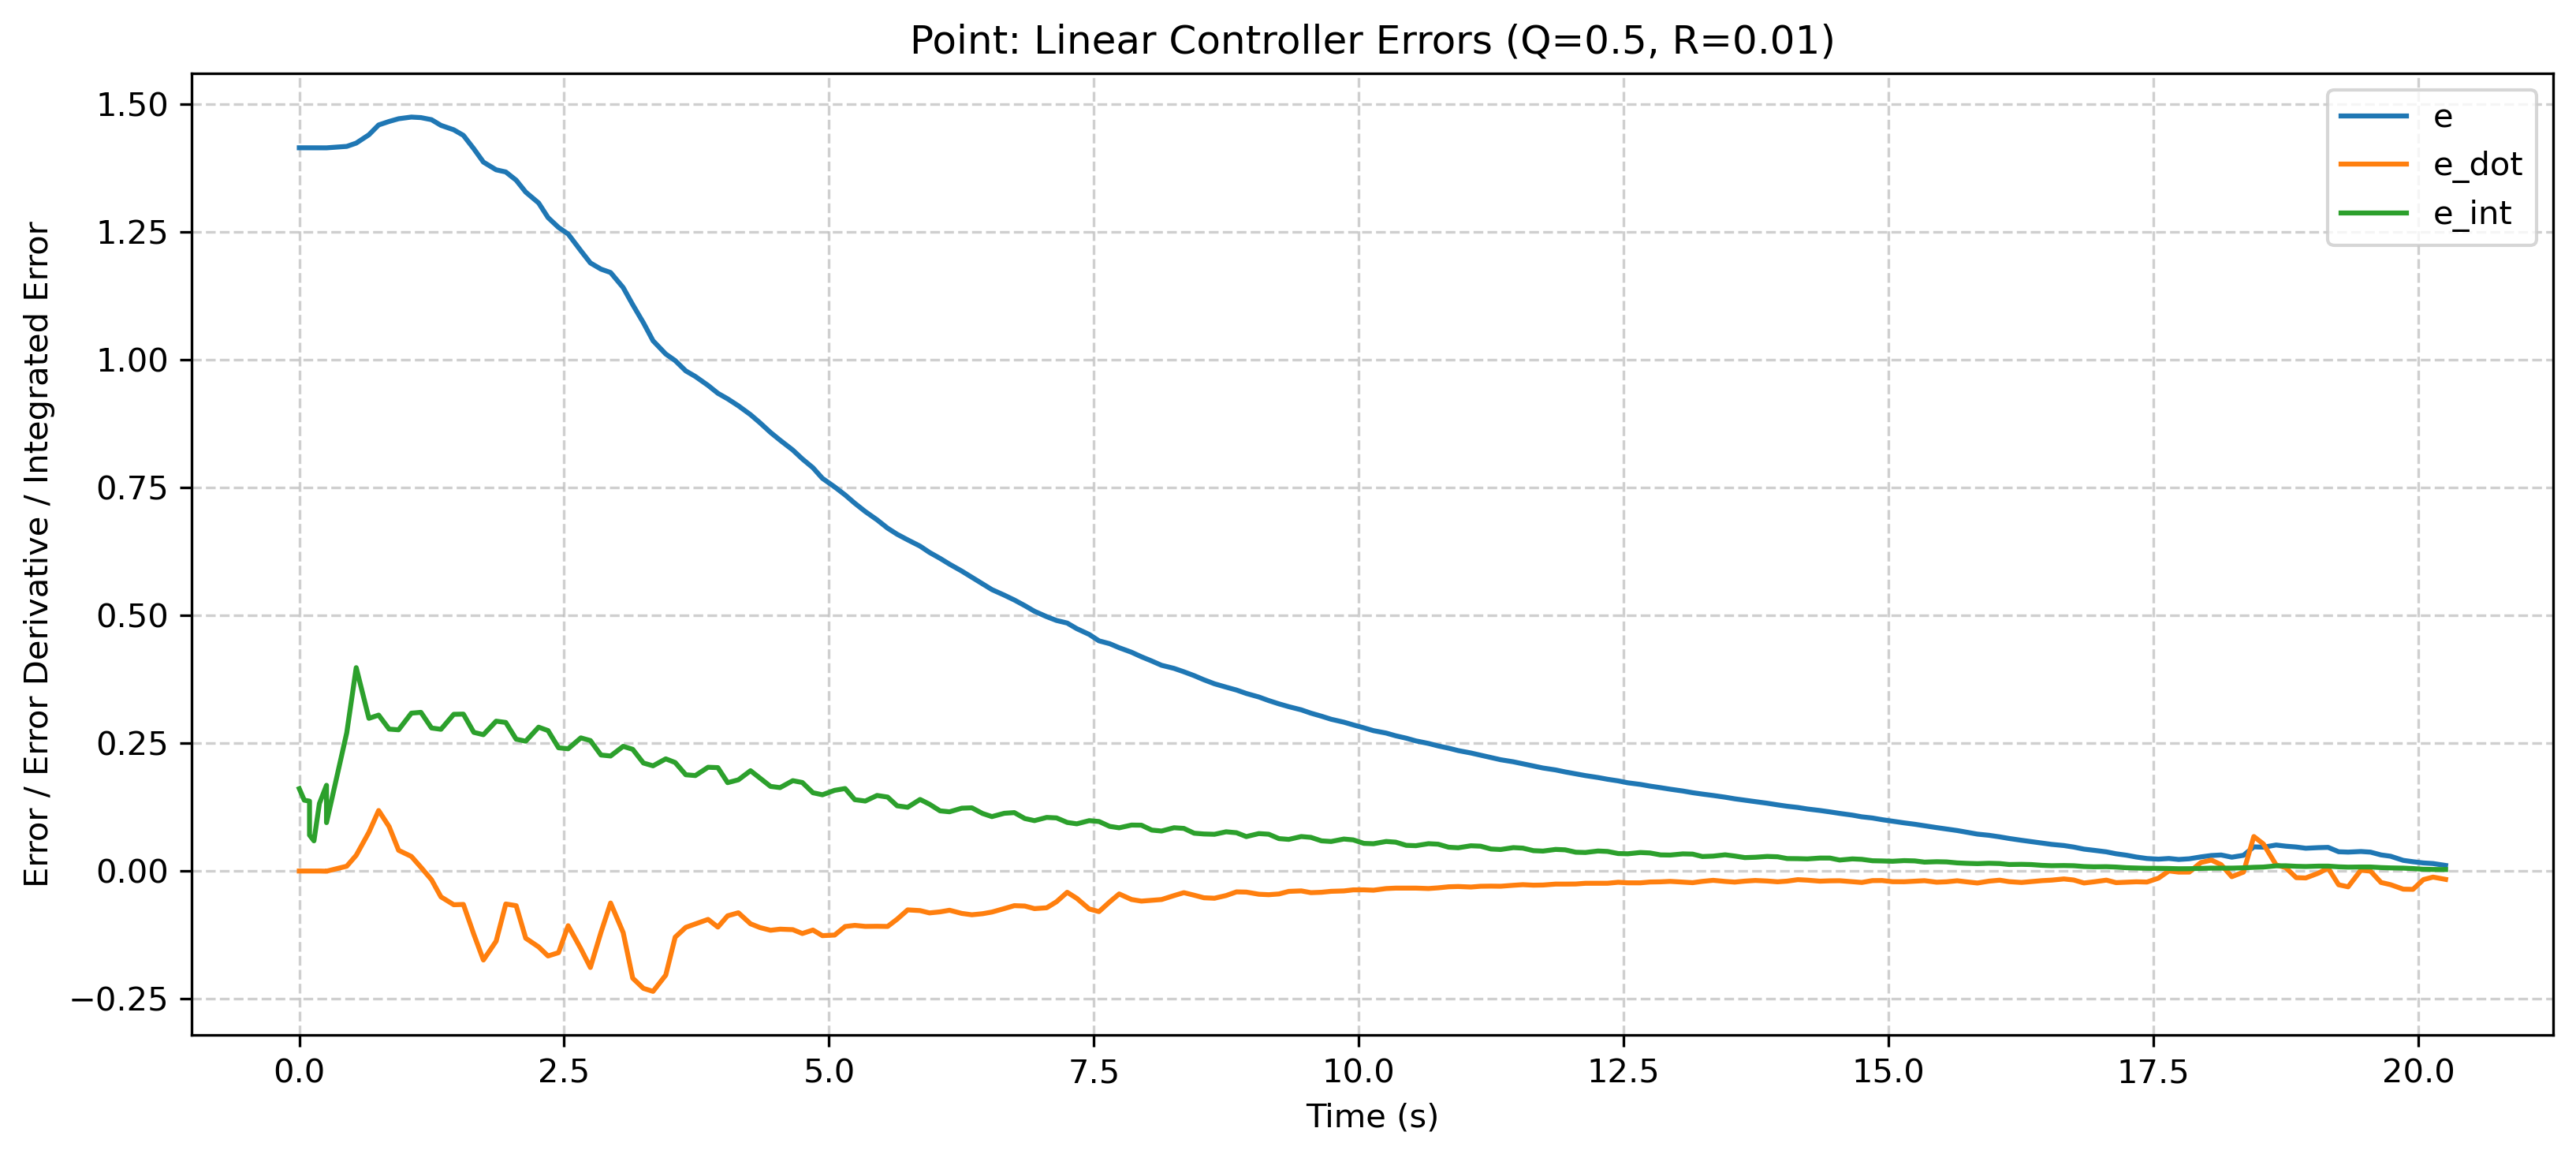 Point: Linear Controller Errors (Q=0.5, R=0.01)
e
e_dot
e_int
Error / Error Derivative / Integrated Error
1.50
1.25
1.00
0.75
0.50
0.25
0.00
−0.25
0.0 2.5 5.0 7.5 10.0 12.5 15.0 17.5 20.0
Time (s)